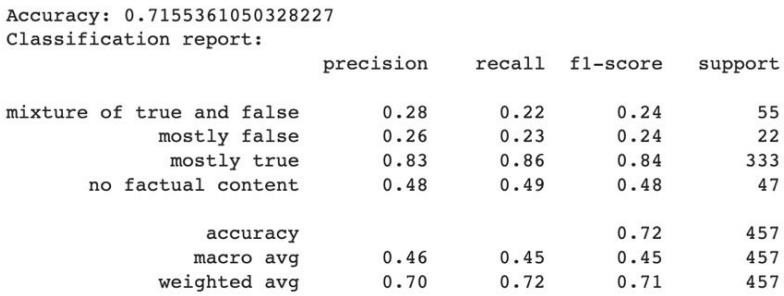 Accuracy: 0.7155361050328227
Classification report:
precision recall f1-score support
mixture of true and false 0.28 0.22 0.24 55
mostly false 0.26 0.23 0.24 22
mostly true 0.83 0.86 0.84 333
no factual content 0.48 0.49 0.48 47
accuracy 0.72 457
macro avg 0.46 0.45 0.45 457
weighted avg 0.70 0.72 0.71 457